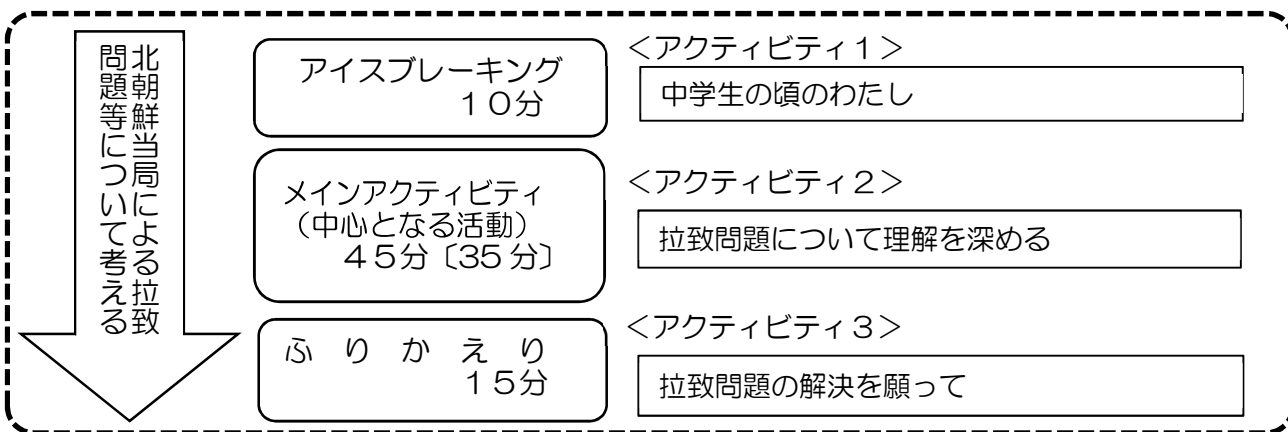 北朝鮮当局による拉致
問題等について考える
アイスブレーキング
１０分
＜アクティビティ１＞
中学生の頃のわたし
メインアクティビティ
（中心となる活動）
４５分〔35 分〕
＜アクティビティ２＞
拉致問題について理解を深める
ふ り か え り
１５分
＜アクティビティ３＞
拉致問題の解決を願って